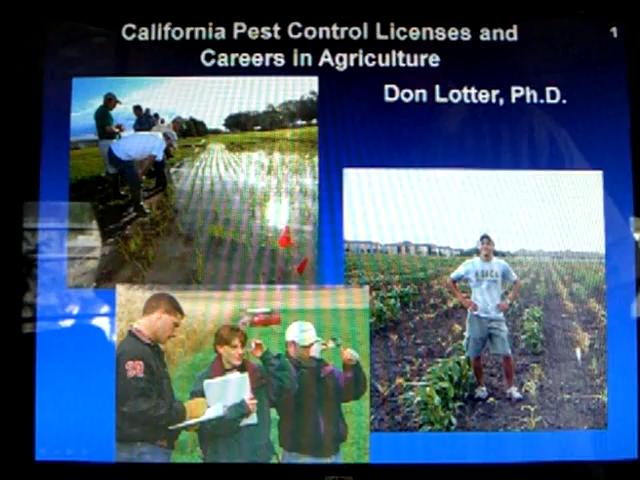 California Pest Control Licenses and
Careers in Agriculture
1
Don Lotter, Ph.D.